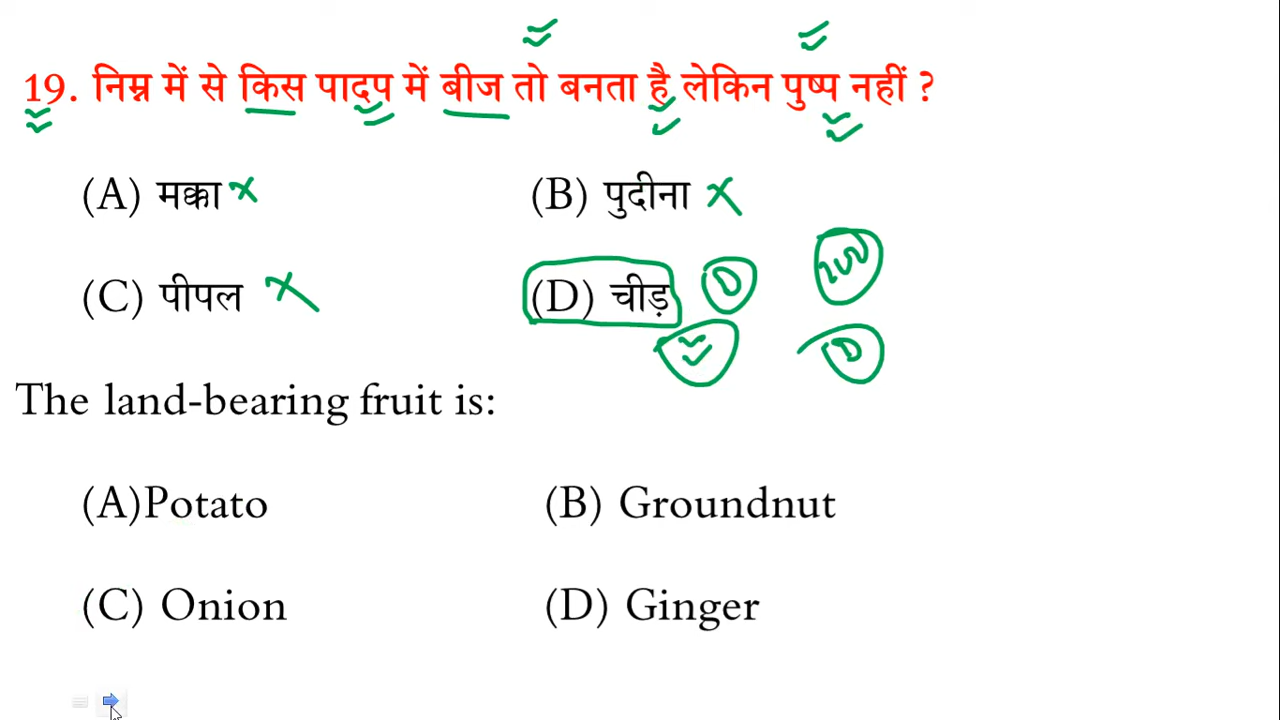 19. निम्न में से किस पादप में बीज तो बनता है लेकिन पुष्प नहीं ?
(A) मक्का × (B) पुदीना ×
(C) पीपल × (D) चीड़ D
D
The land-bearing fruit is:
(A)Potato (B) Groundnut
(C) Onion (D) Ginger